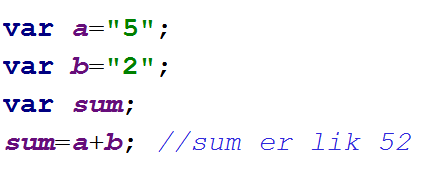 var a="5";
var b="2";
var sum;
sum=a+b; //sum er lik 52